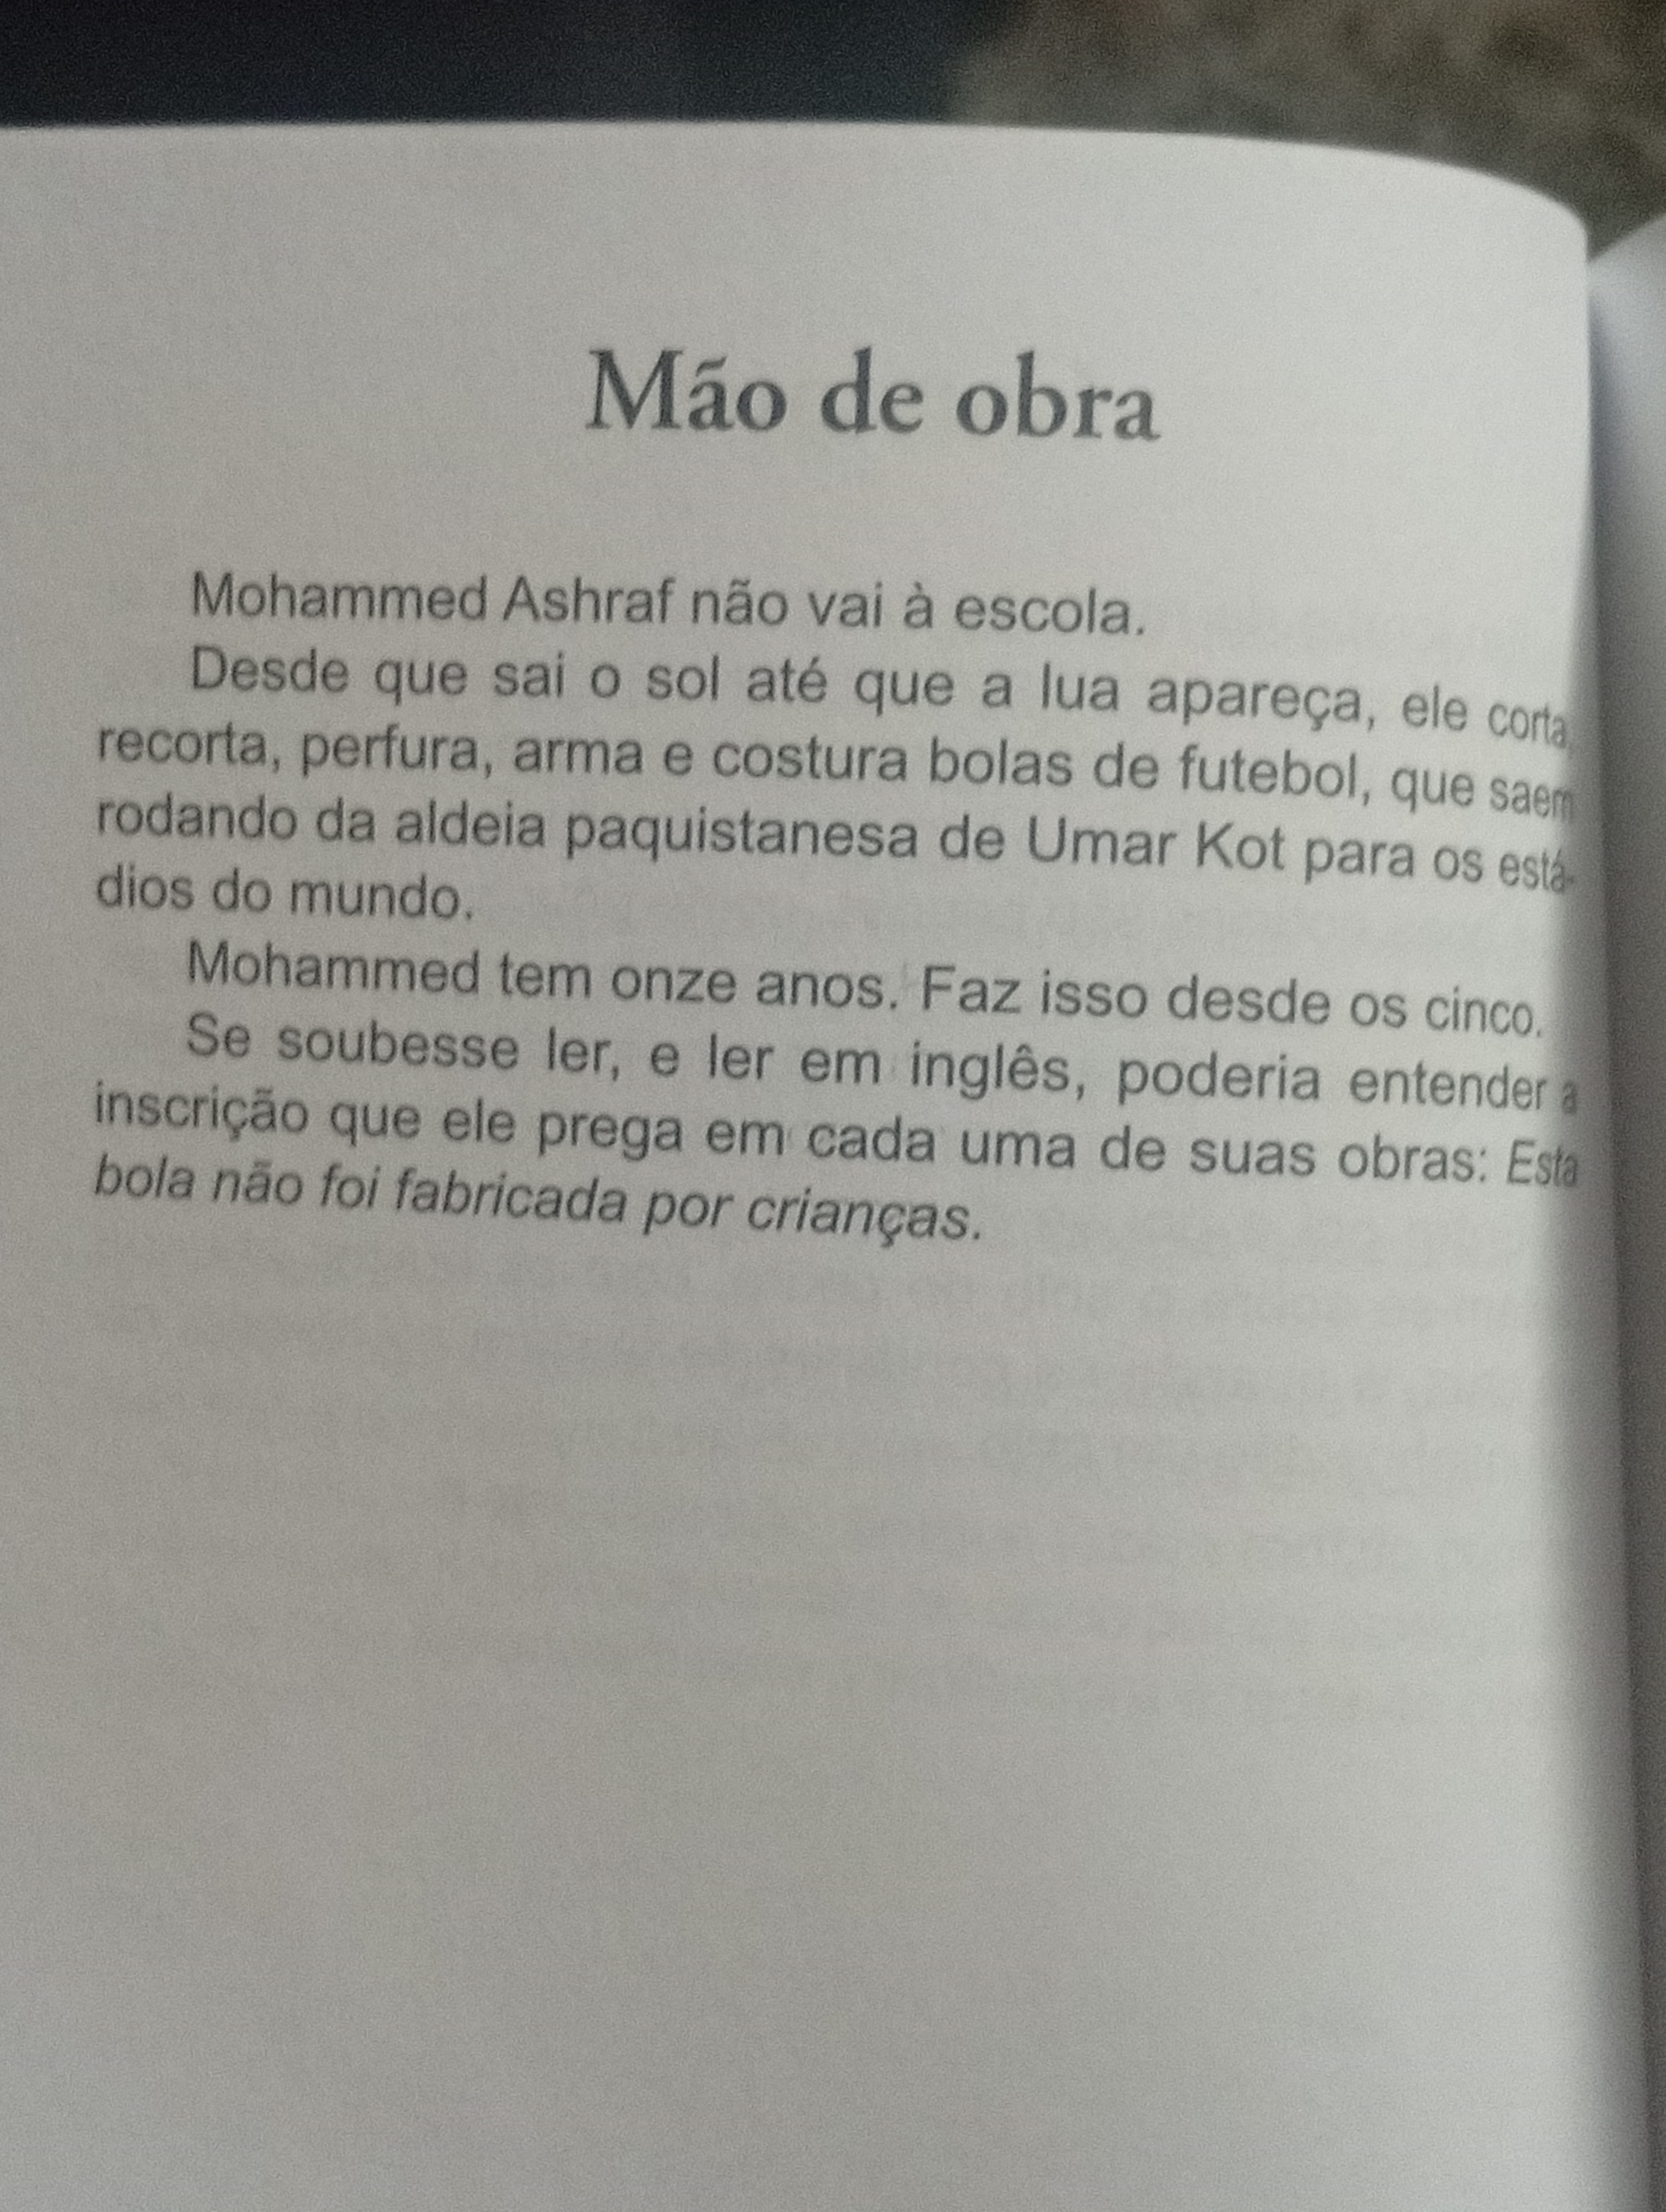 Mão de obra
Mohammed Ashraf não vai à escola.
Desde que sai o sol até que a lua apareça, ele corta,
recorta, perfura, arma e costura bolas de futebol, que saem
rodando da aldeia paquistanesa de Umar Kot para os está-
dios do mundo.
Mohammed tem onze anos. Faz isso desde os cinco.
Se soubesse ler, e ler em inglês, poderia entender a
inscrição que ele prega em cada uma de suas obras: Esta
bola não foi fabricada por crianças.